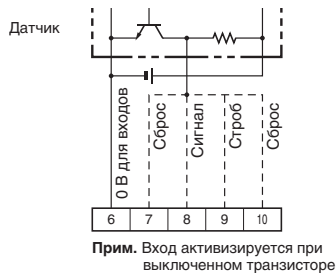 Датчик
0 В для входов
Сброс
Сигнал
Строб
Сброс
6 7 8 9 10
Прим. Вход активизируется при
выключенном транзисторе